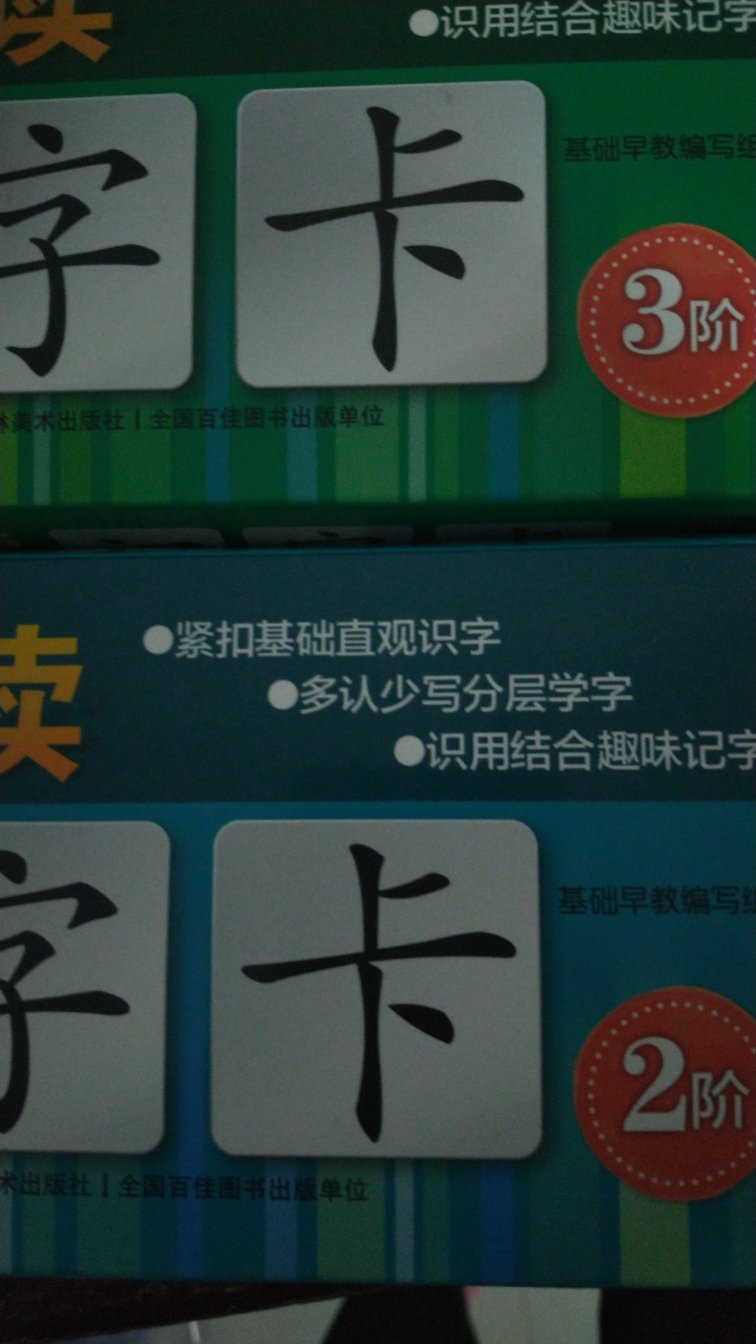 读
●识用结合趣味记字
字 卡
基础早教编写组
3阶
林美术出版社 | 全国百佳图书出版单位
读
●紧扣基础直观识字
●多认少写分层学字
●识用结合趣味记字
字 卡
基础早教编写组
2阶
术出版社 | 全国百佳图书出版单位